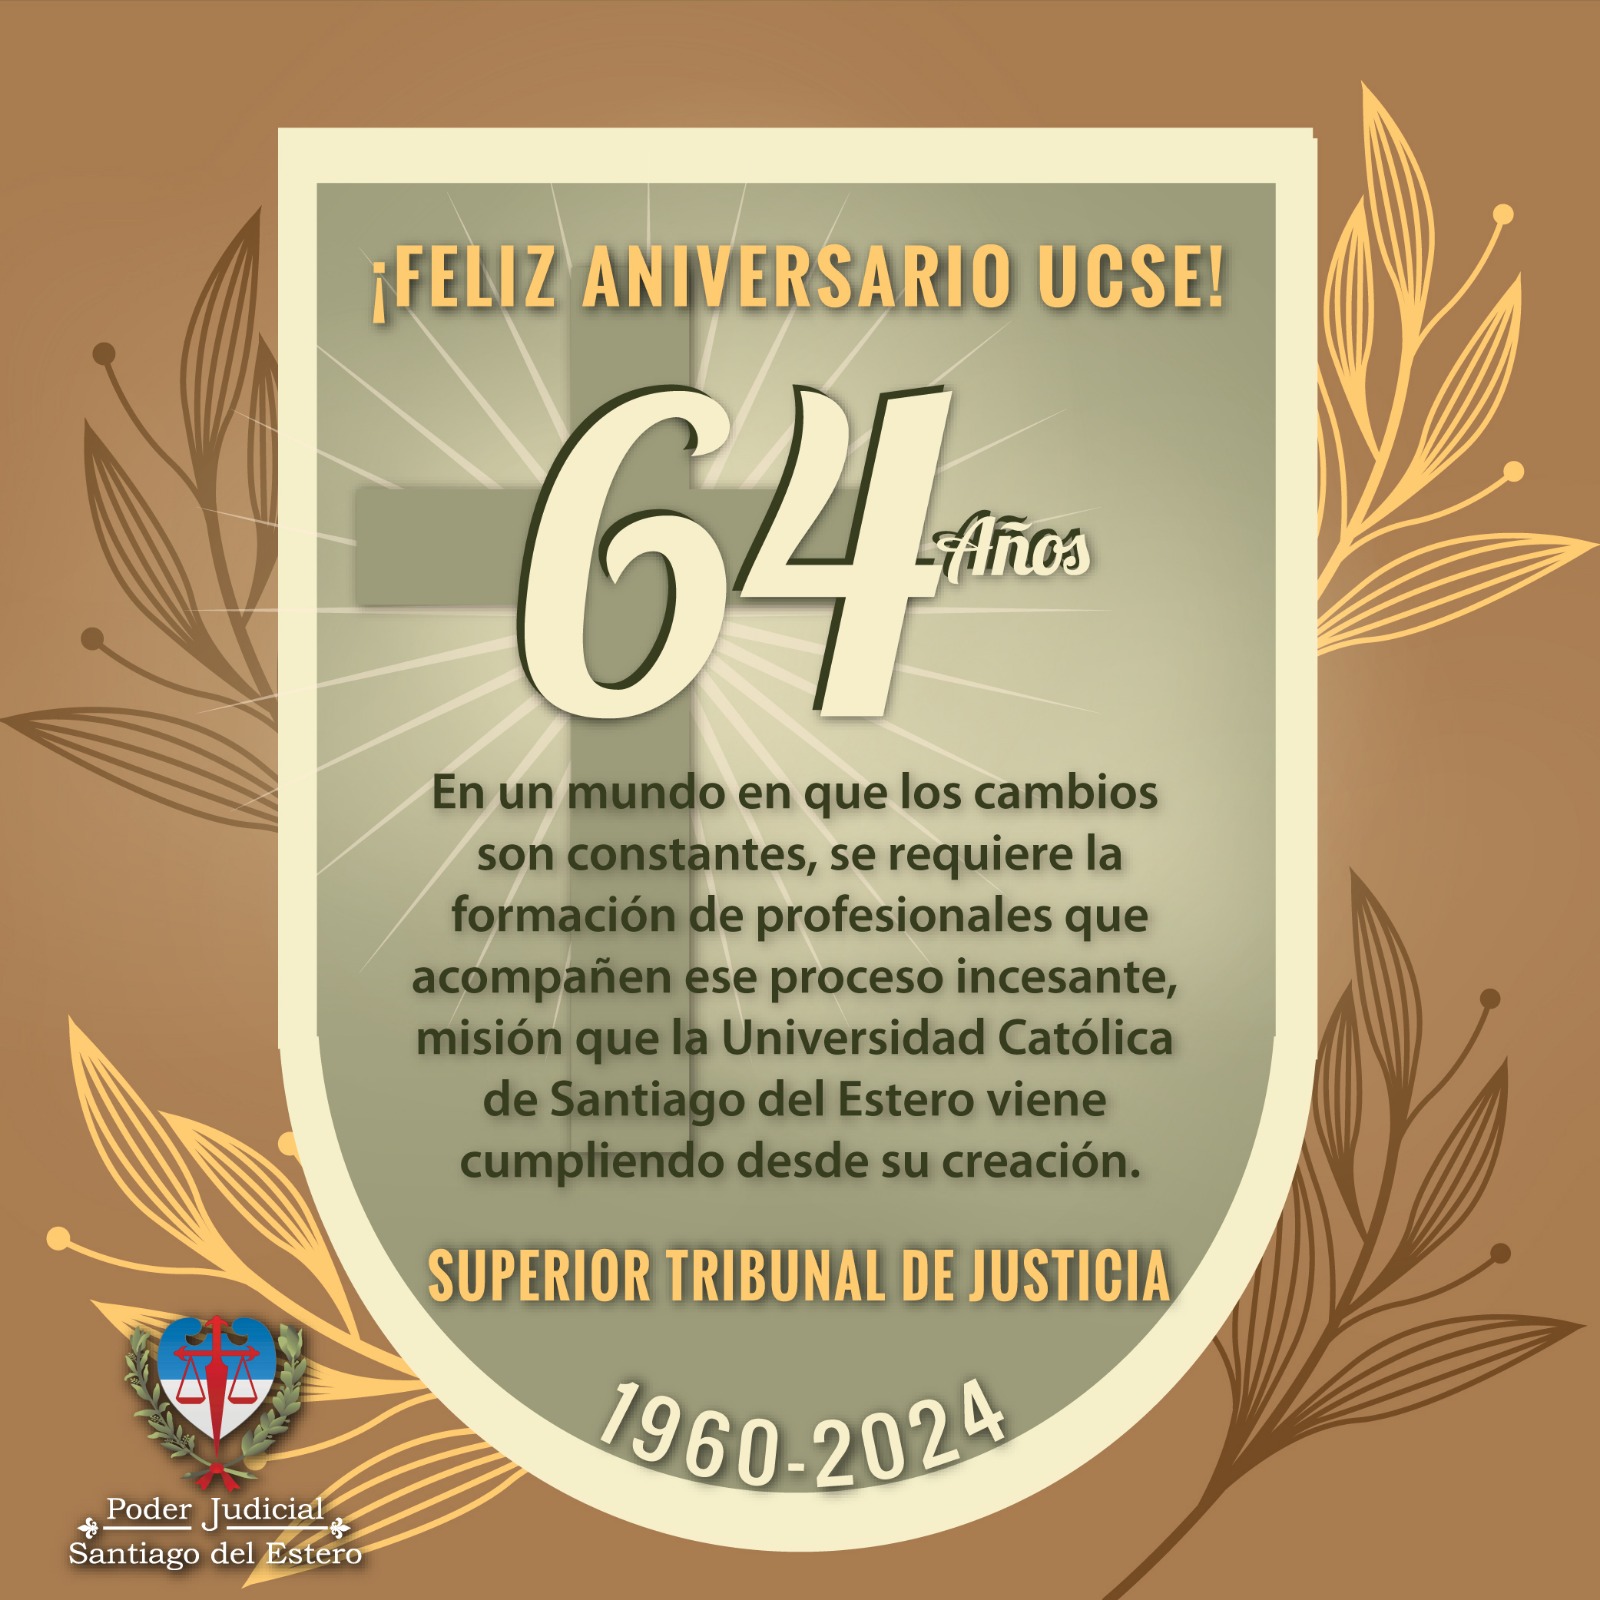 ¡FELIZ ANIVERSARIO UCSE!
64 Años
En un mundo en que los cambios
son constantes, se requiere la
formación de profesionales que
acompañen ese proceso incesante,
misión que la Universidad Católica
de Santiago del Estero viene
cumpliendo desde su creación.
SUPERIOR TRIBUNAL DE JUSTICIA
1960-2024
Poder Judicial
Santiago del Estero